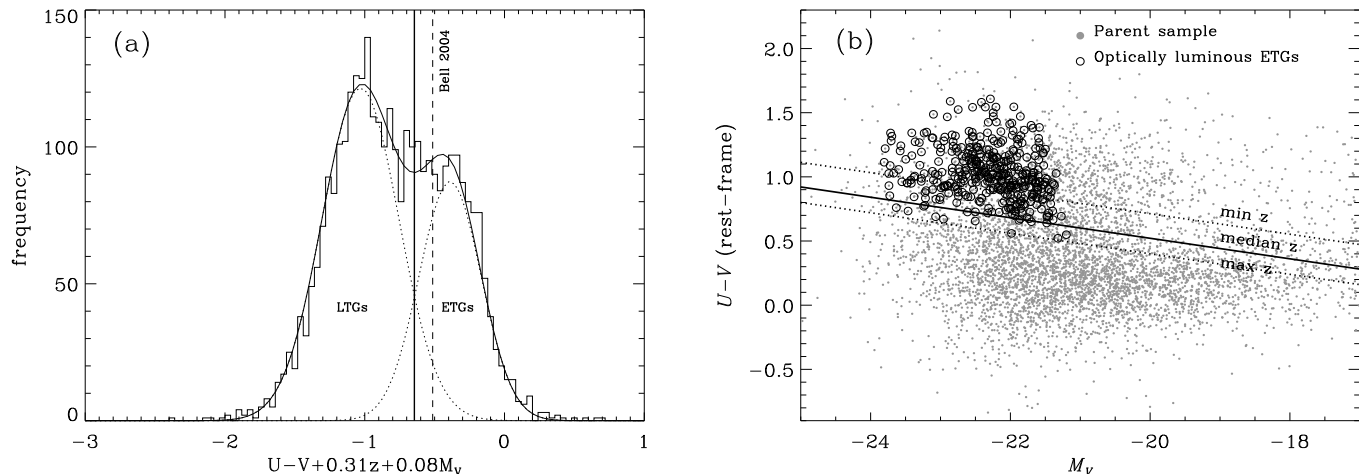 (a)
150
100
50
0
frequency
Bell 2004
LTGs
ETGs
-3 -2 -1 0 1
U-V+0.31z+0.08M_V
(b)
Parent sample
Optically luminous ETGs
2.0
1.5
1.0
0.5
0.0
-0.5
U-V (rest-frame)
min z
median z
max z
-24 -22 -20 -18
M_V